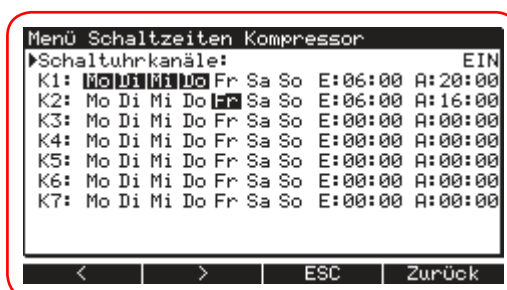 Menü Schaltzeiten Kompressor
▶Schaltuhrkanäle: EIN
K1: Mo Di Mi Do Fr Sa So E:06:00 A:20:00
K2: Mo Di Mi Do Fr Sa So E:06:00 A:16:00
K3: Mo Di Mi Do Fr Sa So E:00:00 A:00:00
K4: Mo Di Mi Do Fr Sa So E:00:00 A:00:00
K5: Mo Di Mi Do Fr Sa So E:00:00 A:00:00
K6: Mo Di Mi Do Fr Sa So E:00:00 A:00:00
K7: Mo Di Mi Do Fr Sa So E:00:00 A:00:00
< > ESC Zurück